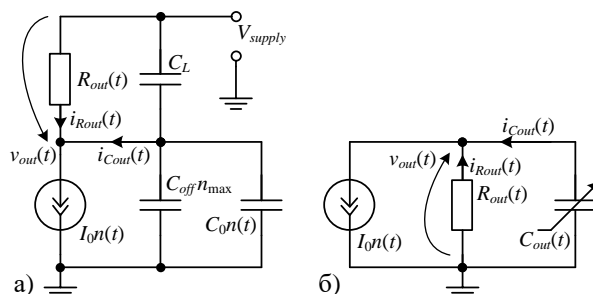 V_supply
C_L
R_out(t)
i_Rout(t)
v_out(t)
i_Cout(t)
C_off n_max
C_0n(t)
I_0n(t)
а)
i_Cout(t)
v_out(t)
i_Rout(t)
R_out(t)
C_out(t)
I_0n(t)
б)